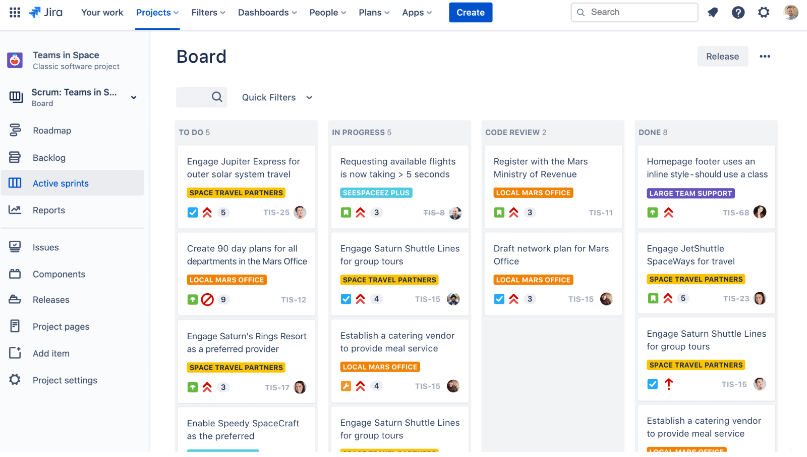 Jira
Your work
Projects
Filters
Dashboards
People
Plans
Apps
Create
Search
Teams in Space
Classic software project
Scrum: Teams in S...
Board
Roadmap
Backlog
Active sprints
Reports
Issues
Components
Releases
Project pages
Add item
Project settings
Board
Release
Quick Filters
TO DO 5
Engage Jupiter Express for
outer solar system travel
SPACE TRAVEL PARTNERS
5
TIS-25
Create 90 day plans for all
departments in the Mars Office
LOCAL MARS OFFICE
9
TIS-12
Engage Saturn's Rings Resort
as a preferred provider
SPACE TRAVEL PARTNERS
3
TIS-17
Enable Speedy SpaceCraft
as the preferred
IN PROGRESS 5
Requesting available flights
is now taking > 5 seconds
SEESPACEEZ PLUS
3
TIS-8
Engage Saturn Shuttle Lines
for group tours
SPACE TRAVEL PARTNERS
4
TIS-15
Establish a catering vendor
to provide meal service
LOCAL MARS OFFICE
4
TIS-15
Engage Saturn Shuttle Lines
for group tours
SPACE TRAVEL PARTNERS
CODE REVIEW 2
Register with the Mars
Ministry of Revenue
LOCAL MARS OFFICE
3
TIS-11
Draft network plan for Mars
Office
LOCAL MARS OFFICE
3
TIS-15
DONE 8
Homepage footer uses an
inline style-should use a class
LARGE TEAM SUPPORT
TIS-68
Engage JetShuttle
SpaceWays for travel
SPACE TRAVEL PARTNERS
5
TIS-23
Engage Saturn Shuttle Lines
for group tours
SPACE TRAVEL PARTNERS
TIS-15
Establish a catering vendor
to provide meal service
LOCAL MARS OFFICE